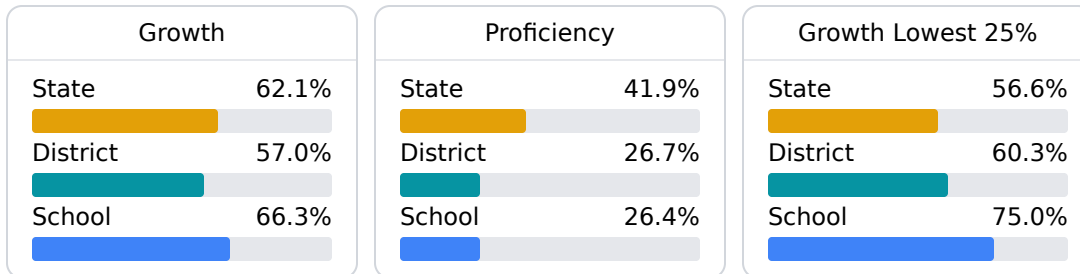 Growth
State 62.1%
District 57.0%
School 66.3%
Proficiency
State 41.9%
District 26.7%
School 26.4%
Growth Lowest 25%
State 56.6%
District 60.3%
School 75.0%